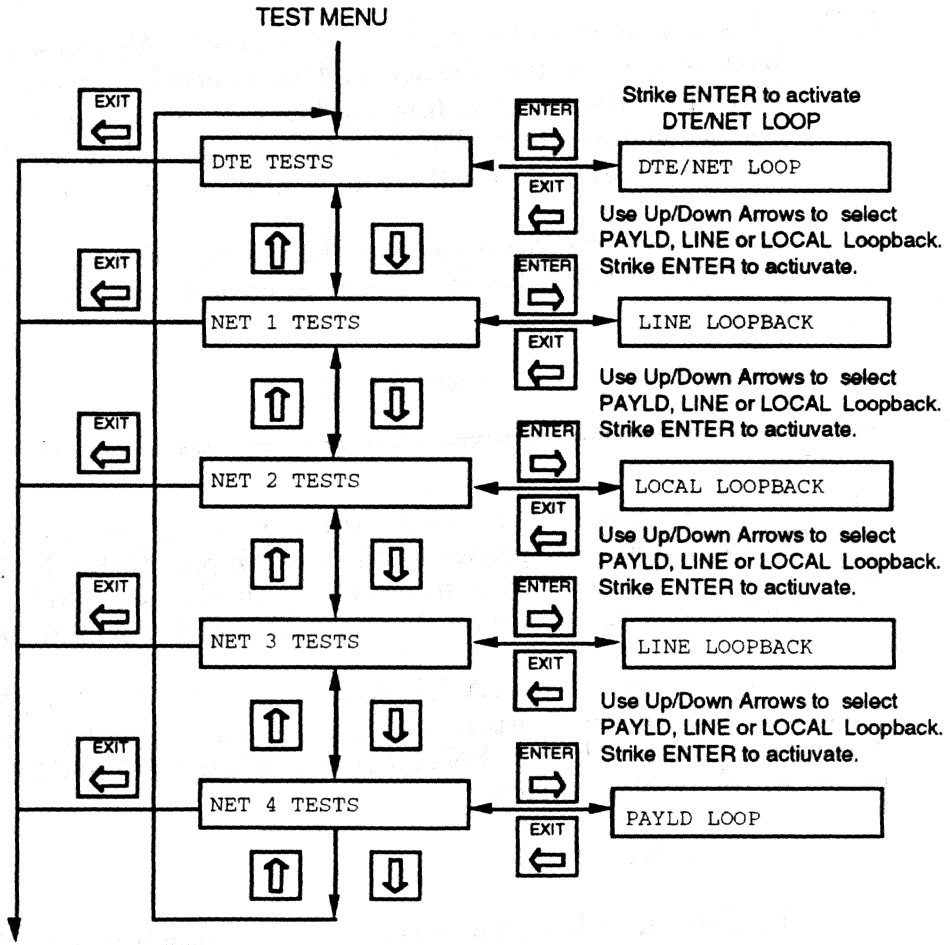 TEST MENU
EXIT
ENTER
Strike ENTER to activate
DTE/NET LOOP
DTE TESTS
DTE/NET LOOP
EXIT
Use Up/Down Arrows to select
PAYLD, LINE or LOCAL Loopback.
Strike ENTER to actiuvate.
EXIT
ENTER
NET 1 TESTS
LINE LOOPBACK
EXIT
Use Up/Down Arrows to select
PAYLD, LINE or LOCAL Loopback.
Strike ENTER to actiuvate.
EXIT
ENTER
NET 2 TESTS
LOCAL LOOPBACK
EXIT
Use Up/Down Arrows to select
PAYLD, LINE or LOCAL Loopback.
Strike ENTER to actiuvate.
EXIT
ENTER
NET 3 TESTS
LINE LOOPBACK
EXIT
Use Up/Down Arrows to select
PAYLD, LINE or LOCAL Loopback.
Strike ENTER to actiuvate.
EXIT
ENTER
NET 4 TESTS
PAYLD LOOP
EXIT